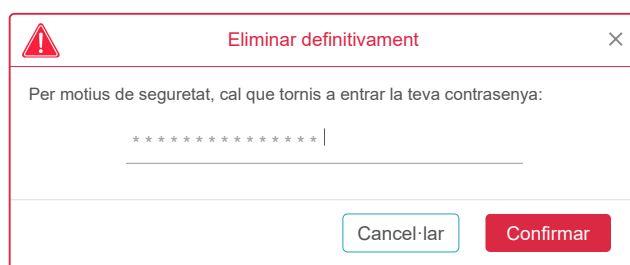 Eliminar definitivament
Per motius de seguretat, cal que tornis a entrar la teva contrasenya:
* * * * * * * * * * * * * * *
Cancel·lar
Confirmar